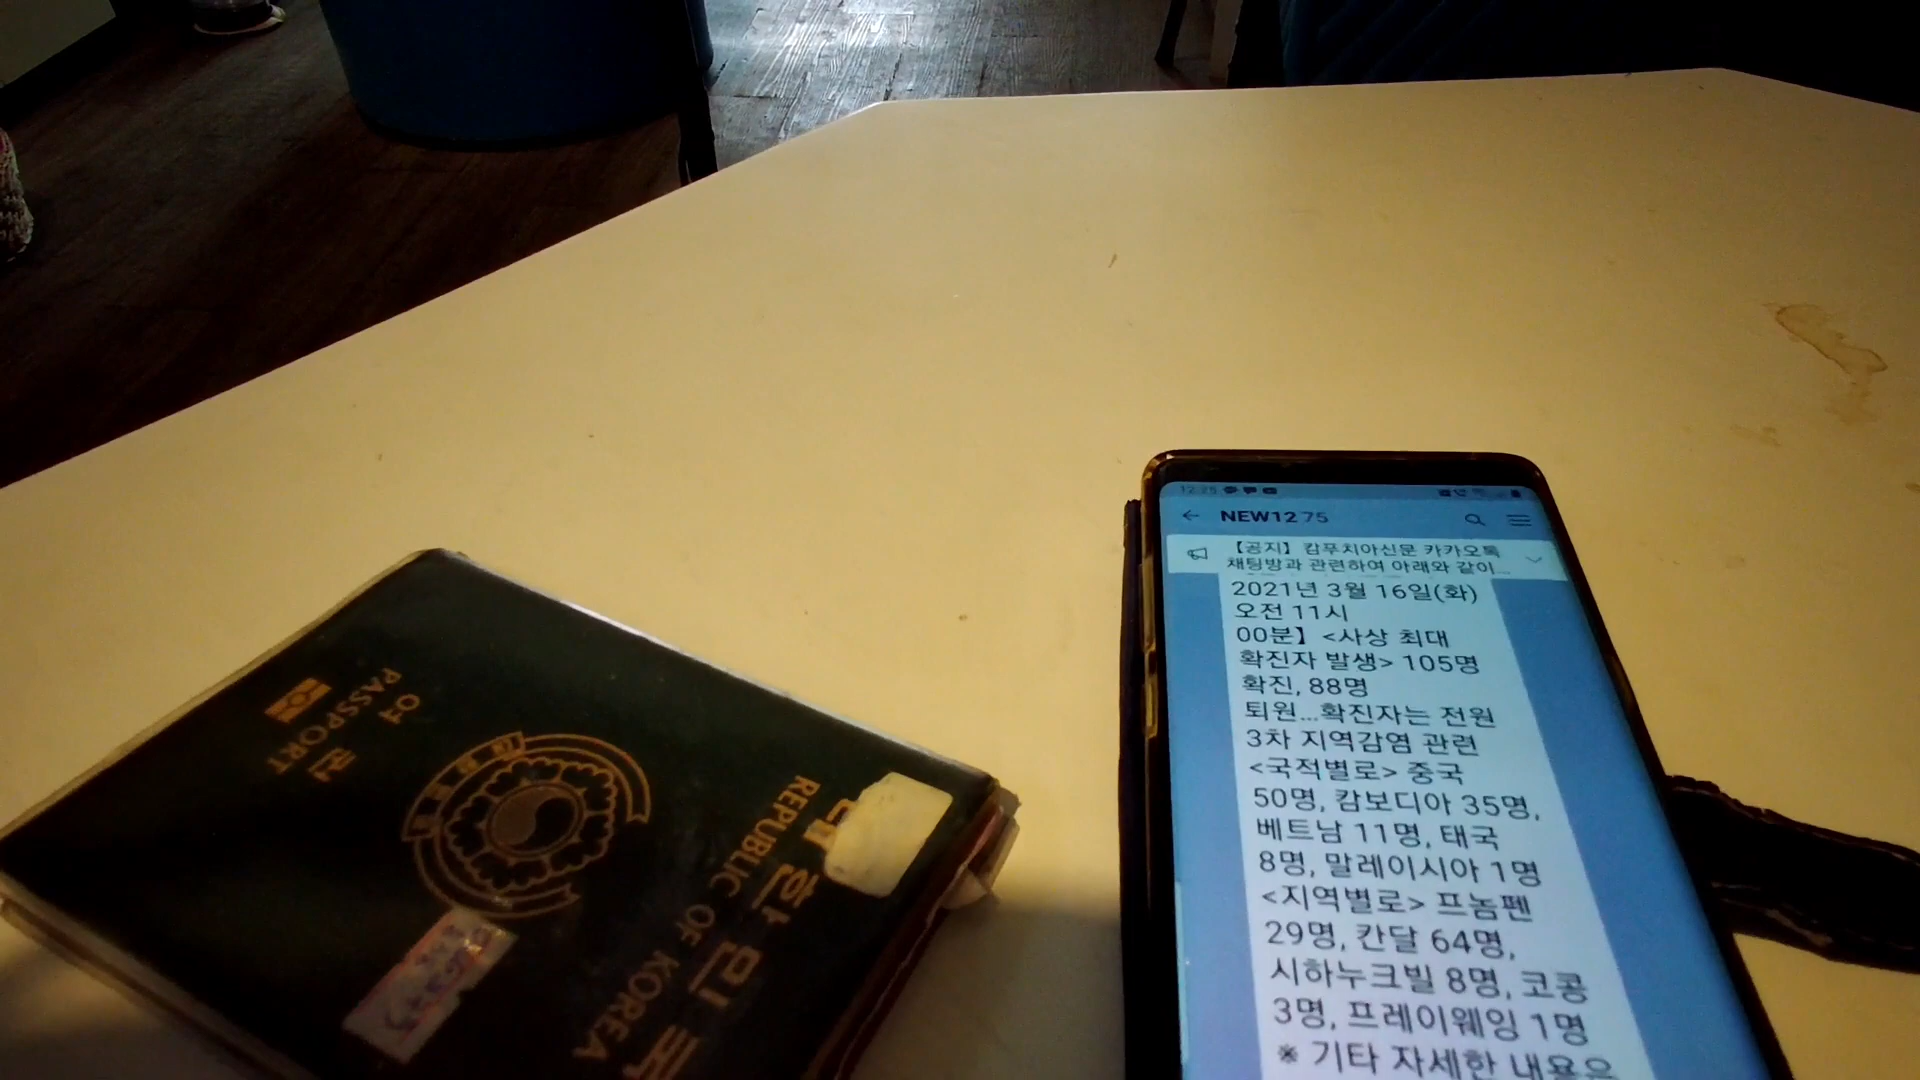 대한민국
REPUBLIC OF KOREA
여권
PASSPORT
12:25
NEW12 75
【공지】 캄푸치아신문 카카오톡
채팅방과 관련하여 아래와 같이...
2021년 3월 16일(화)
오전 11시
00분】 <사상 최대
확진자 발생> 105명
확진, 88명
퇴원...확진자는 전원
3차 지역감염 관련
<국적별로> 중국
50명, 캄보디아 35명,
베트남 11명, 태국
8명, 말레이시아 1명
<지역별로> 프놈펜
29명, 칸달 64명,
시하누크빌 8명, 코콩
3명, 프레이웨잉 1명
※ 기타 자세한 내용은